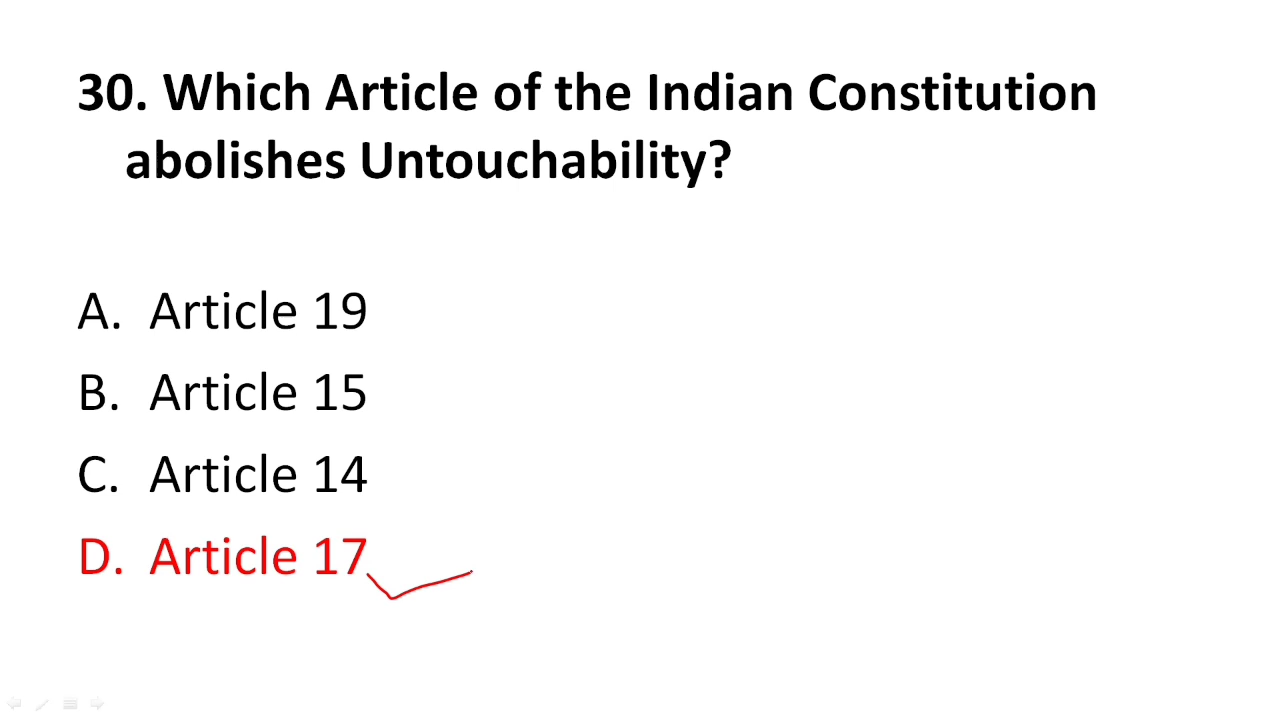 30. Which Article of the Indian Constitution
abolishes Untouchability?
A. Article 19
B. Article 15
C. Article 14
D. Article 17